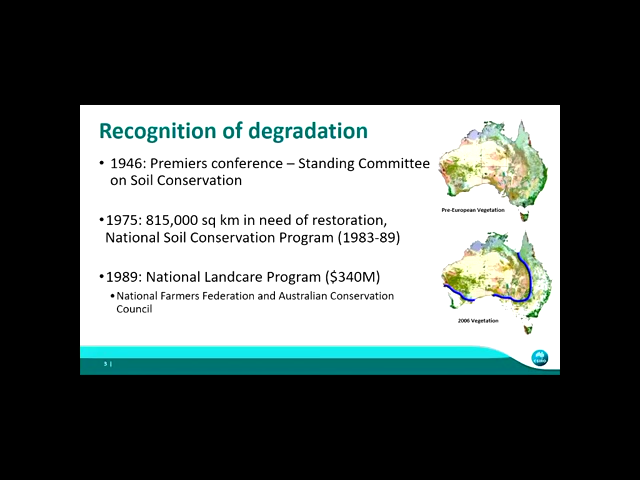 Recognition of degradation
• 1946: Premiers conference – Standing Committee
on Soil Conservation
•1975: 815,000 sq km in need of restoration,
National Soil Conservation Program (1983-89)
•1989: National Landcare Program ($340M)
•National Farmers Federation and Australian Conservation
Council
Pre-European Vegetation
2006 Vegetation
3 |
CSIRO